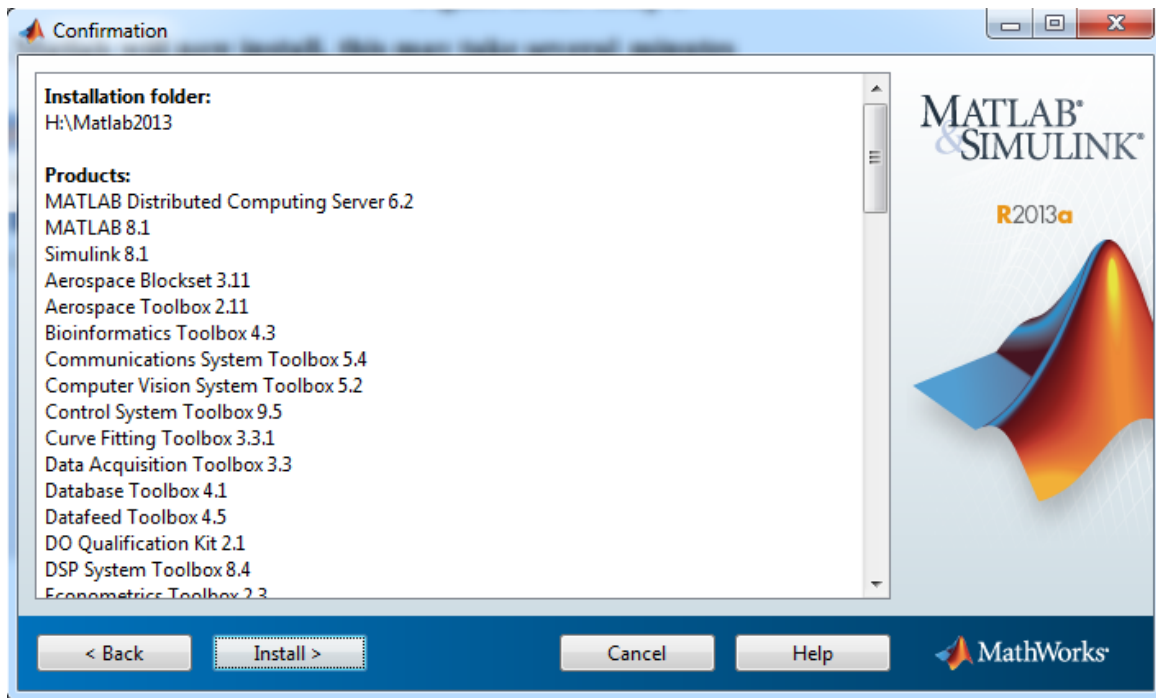 Confirmation
Installation folder:
H:\Matlab2013
Products:
MATLAB Distributed Computing Server 6.2
MATLAB 8.1
Simulink 8.1
Aerospace Blockset 3.11
Aerospace Toolbox 2.11
Bioinformatics Toolbox 4.3
Communications System Toolbox 5.4
Computer Vision System Toolbox 5.2
Control System Toolbox 9.5
Curve Fitting Toolbox 3.3.1
Data Acquisition Toolbox 3.3
Database Toolbox 4.1
Datafeed Toolbox 4.5
DO Qualification Kit 2.1
DSP System Toolbox 8.4
Econometrics Toolbox 2.3
MATLAB®
&SIMULINK®
R2013a
< Back
Install >
Cancel
Help
MathWorks®